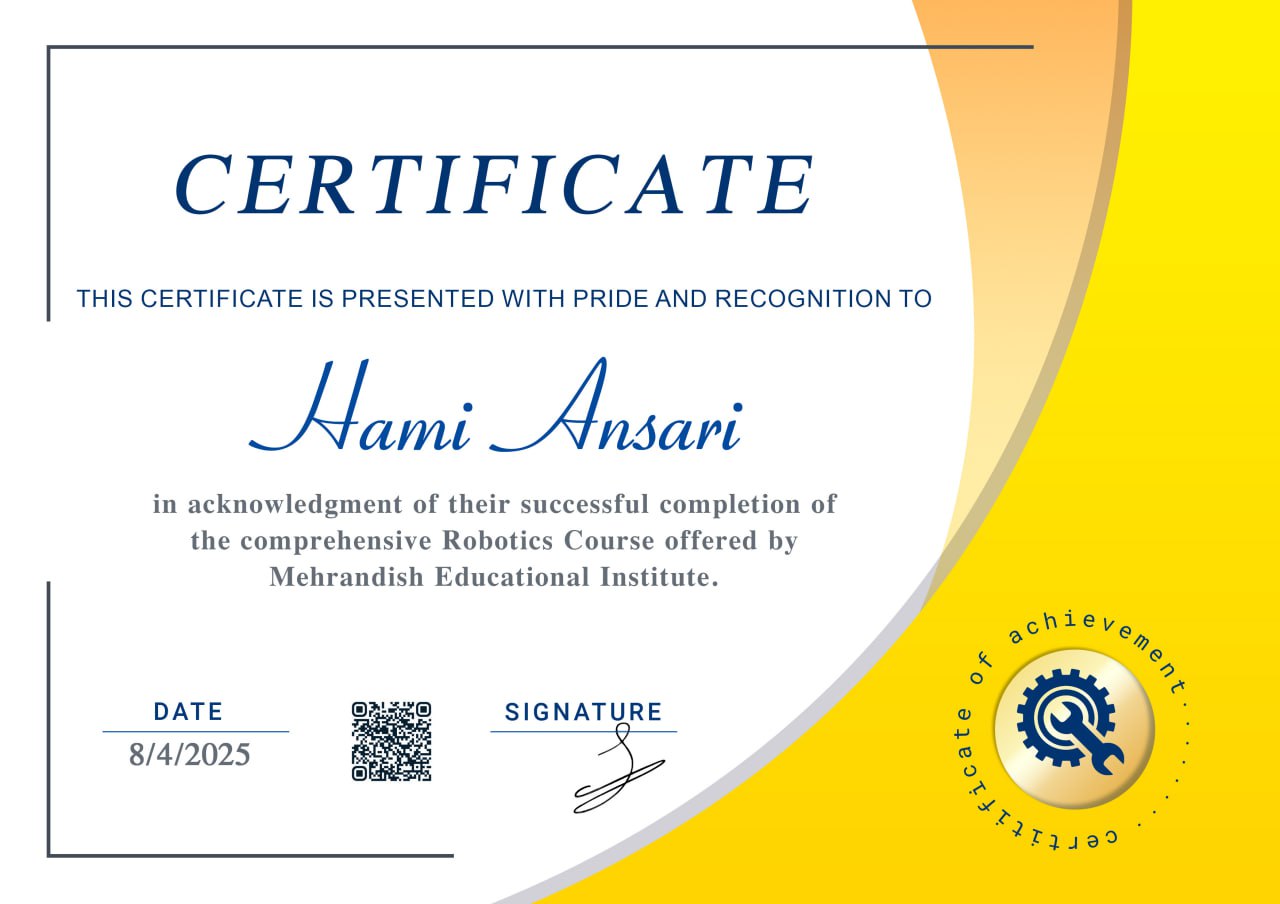 CERTIFICATE
THIS CERTIFICATE IS PRESENTED WITH PRIDE AND RECOGNITION TO
Hami Ansari
in acknowledgment of their successful completion of
the comprehensive Robotics Course offered by
Mehrandish Educational Institute.
DATE
8/4/2025
SIGNATURE
certificate of achievement........